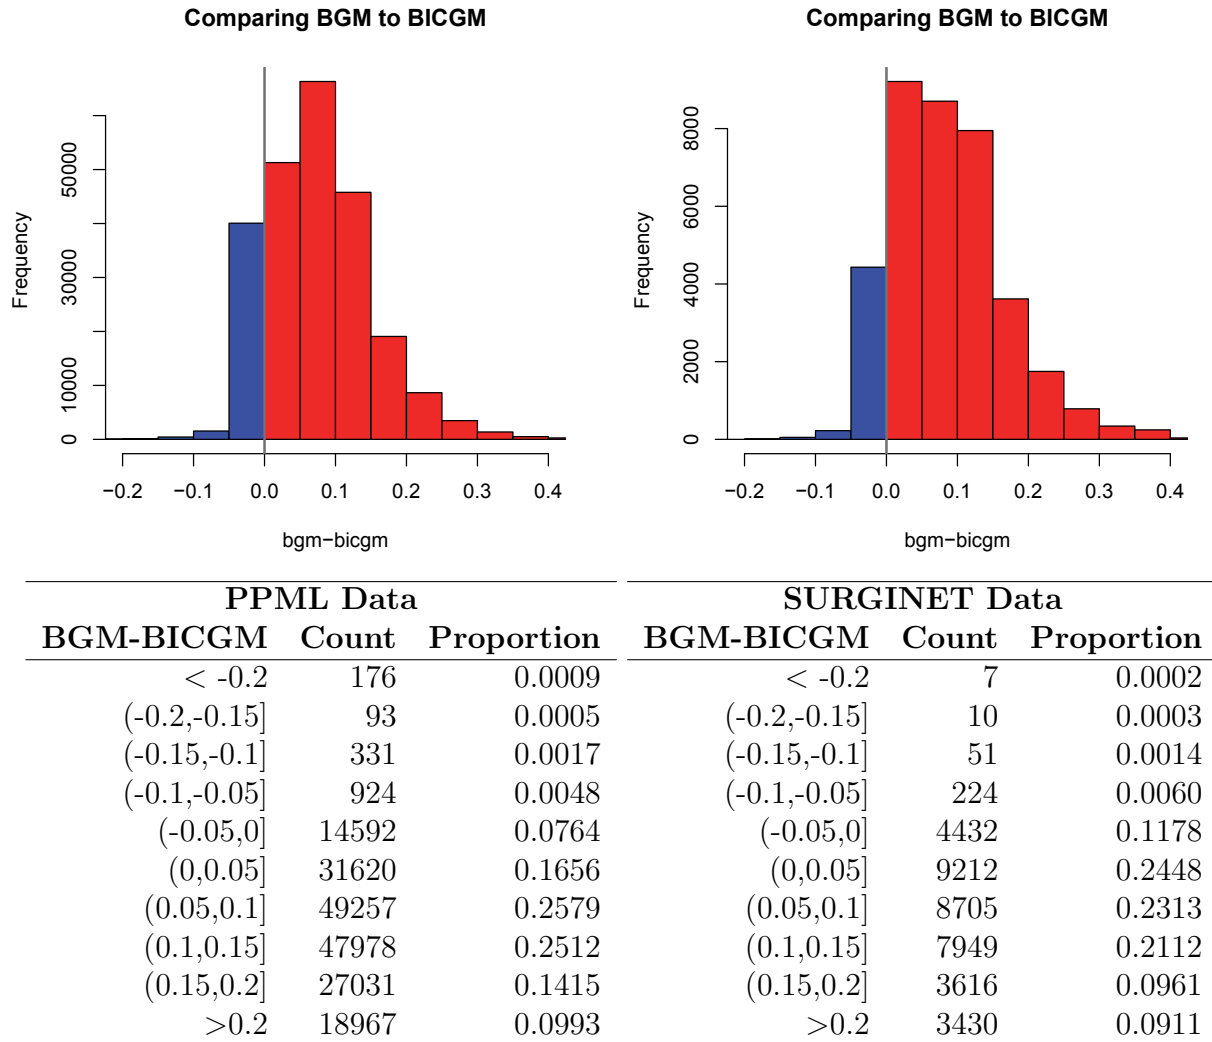 Comparing BGM to BICGM
Frequency
0
10000
30000
50000
−0.2 −0.1 0.0 0.1 0.2 0.3 0.4
bgm−bicgm
Comparing BGM to BICGM
Frequency
0
2000
4000
6000
8000
−0.2 −0.1 0.0 0.1 0.2 0.3 0.4
bgm−bicgm
PPML Data
BGM-BICGM Count Proportion
< -0.2 176 0.0009
(-0.2,-0.15] 93 0.0005
(-0.15,-0.1] 331 0.0017
(-0.1,-0.05] 924 0.0048
(-0.05,0] 14592 0.0764
(0,0.05] 31620 0.1656
(0.05,0.1] 49257 0.2579
(0.1,0.15] 47978 0.2512
(0.15,0.2] 27031 0.1415
>0.2 18967 0.0993
SURGINET Data
BGM-BICGM Count Proportion
< -0.2 7 0.0002
(-0.2,-0.15] 10 0.0003
(-0.15,-0.1] 51 0.0014
(-0.1,-0.05] 224 0.0060
(-0.05,0] 4432 0.1178
(0,0.05] 9212 0.2448
(0.05,0.1] 8705 0.2313
(0.1,0.15] 7949 0.2112
(0.15,0.2] 3616 0.0961
>0.2 3430 0.0911